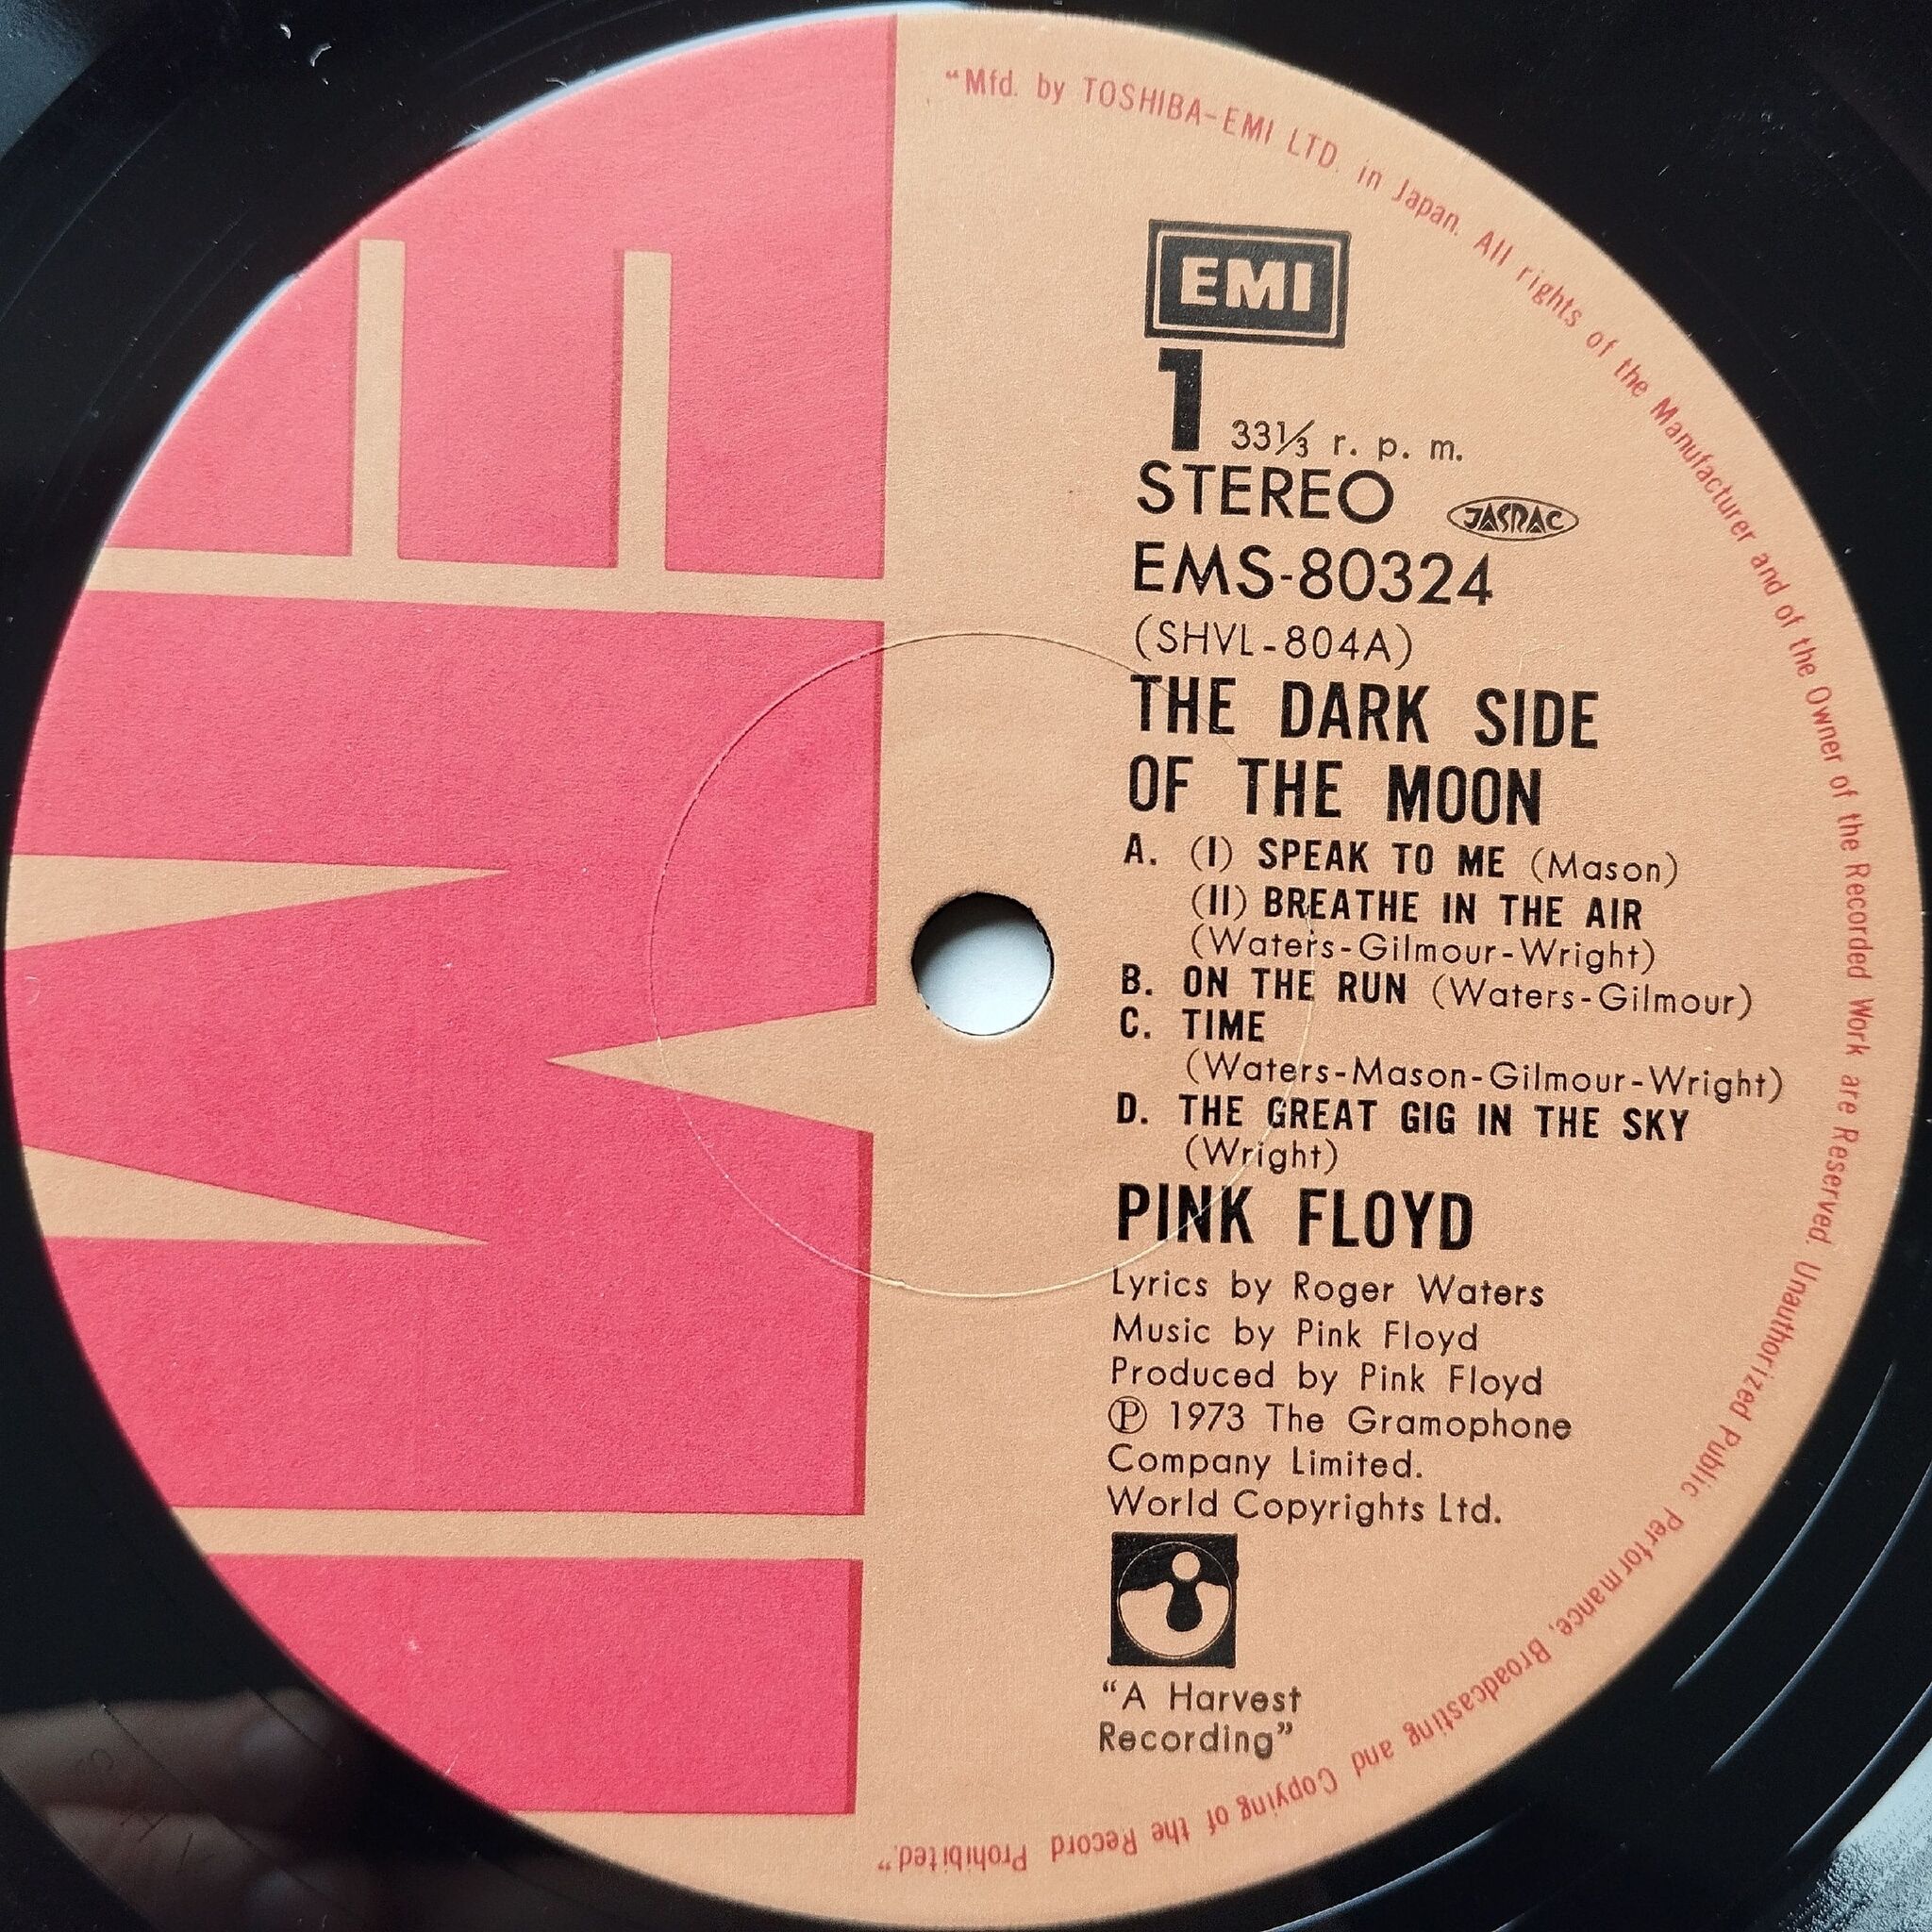 "Mfd. by TOSHIBA-EMI LTD. in Japan. All rights of the Manufacturer and of the Owner of the Recorded Work are Reserved. Unauthorized Public Performance, Broadcasting and Copying of the Record Prohibited."
EMI
1 33⅓ r. p. m.
STEREO JASRAC
EMS-80324
(SHVL-804A)
THE DARK SIDE
OF THE MOON
A. (I) SPEAK TO ME (Mason)
(II) BREATHE IN THE AIR
(Waters-Gilmour-Wright)
B. ON THE RUN (Waters-Gilmour)
C. TIME
(Waters-Mason-Gilmour-Wright)
D. THE GREAT GIG IN THE SKY
(Wright)
PINK FLOYD
Lyrics by Roger Waters
Music by Pink Floyd
Produced by Pink Floyd
℗ 1973 The Gramophone
Company Limited.
World Copyrights Ltd.
"A Harvest
Recording"